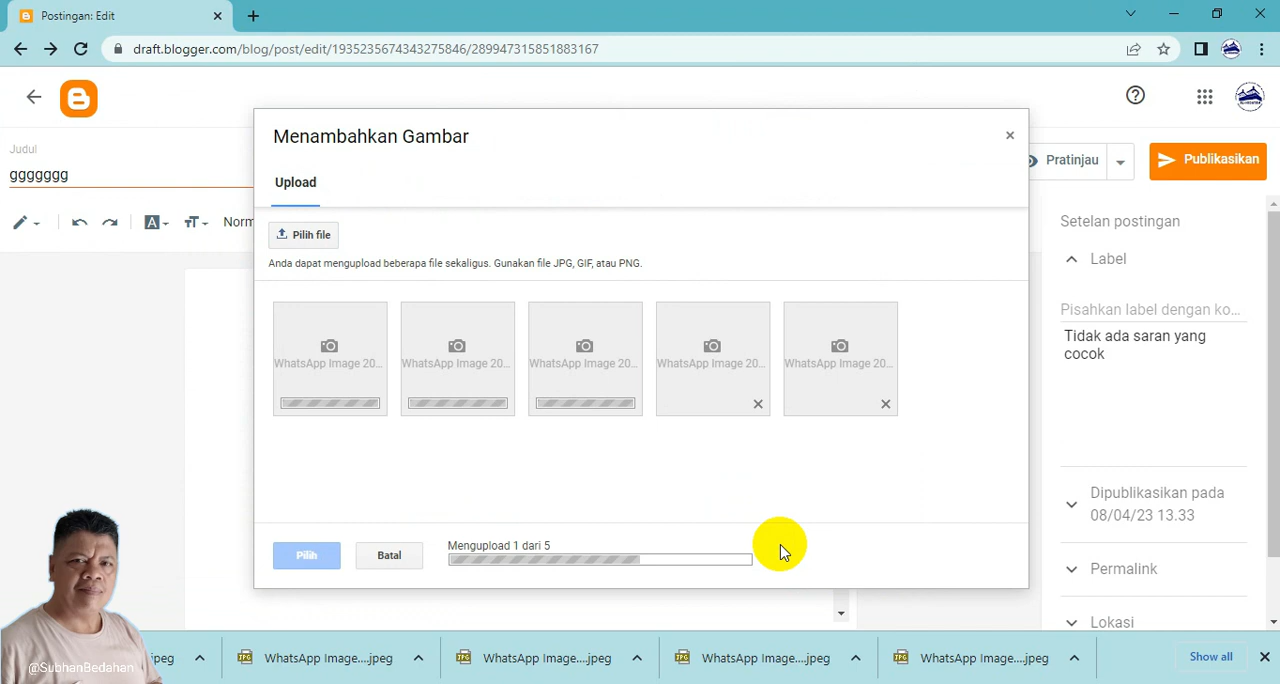 Postingan: Edit
draft.blogger.com/blog/post/edit/1935235674343275846/289947315851883167
Menambahkan Gambar
Judul
ggggggg
Upload
Pratinjau
Publikasikan
Norm
Pilih file
Anda dapat mengupload beberapa file sekaligus. Gunakan file JPG, GIF, atau PNG.
Setelan postingan
Label
Pisahkan label dengan ko...
Tidak ada saran yang
cocok
WhatsApp Image 20...
WhatsApp Image 20...
WhatsApp Image 20...
WhatsApp Image 20...
WhatsApp Image 20...
Dipublikasikan pada
08/04/23 13.33
Pilih
Batal
Mengupload 1 dari 5
Permalink
Lokasi
@SubhanBedahan
jpeg
WhatsApp Image....jpeg
WhatsApp Image....jpeg
WhatsApp Image....jpeg
WhatsApp Image....jpeg
Show all